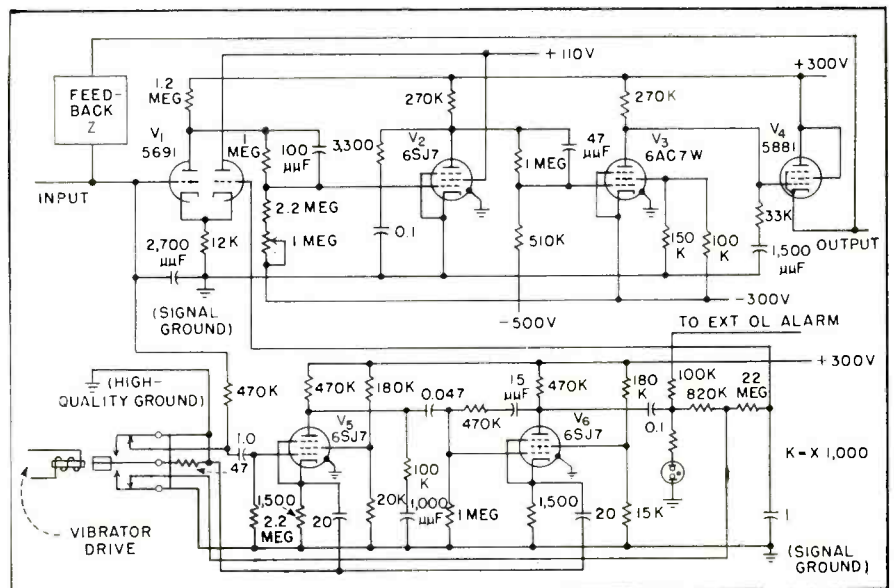 FEED-
BACK
Z
1.2
MEG
V1
5691
+110V
+300V
1
MEG
100
μμF
3,300
270K
V2
6SJ7
270K
47
μμF
V3
6AC7W
V4
5881
INPUT
1 MEG
2.2 MEG
33K
12K
2,700
μμF
1 MEG
0.1
510K
150
K
100
K
OUTPUT
1,500
μμF
(SIGNAL
GROUND)
-300V
-500V
TO EXT OL ALARM
+300V
(HIGH-
QUALITY GROUND)
470K
470K
180K
0.047
15
μμF
470K
180
K
100K
820K
22
MEG
V5
6SJ7
470K
V6
6SJ7
0.1
1.0
47
K = X 1,000
100
K
1,500
2.2
MEG
20
20K
1,000
μμF
1 MEG
1,500
20
15K
1
VIBRATOR
DRIVE
(SIGNAL
GROUND)